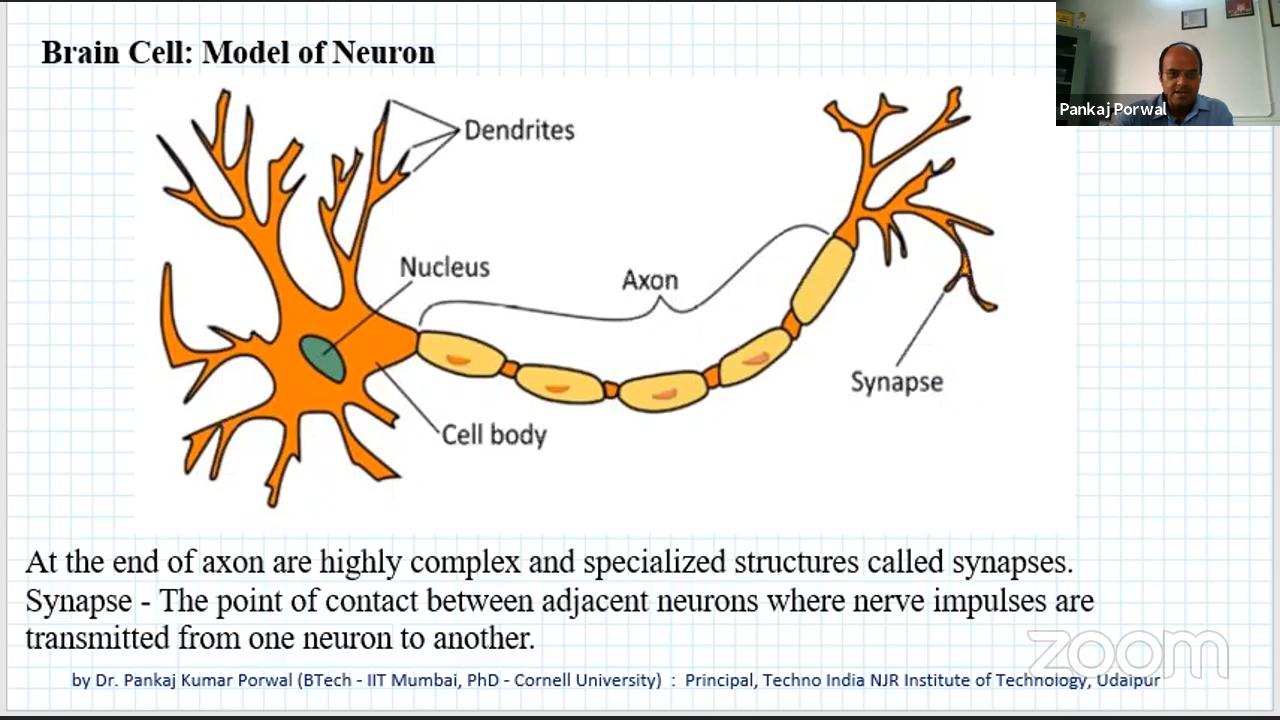 Brain Cell: Model of Neuron
Pankaj Porwal
Dendrites
Nucleus
Axon
Synapse
Cell body
At the end of axon are highly complex and specialized structures called synapses.
Synapse - The point of contact between adjacent neurons where nerve impulses are
transmitted from one neuron to another.
zoom
by Dr. Pankaj Kumar Porwal (BTech - IIT Mumbai, PhD - Cornell University) : Principal, Techno India NJR Institute of Technology, Udaipur